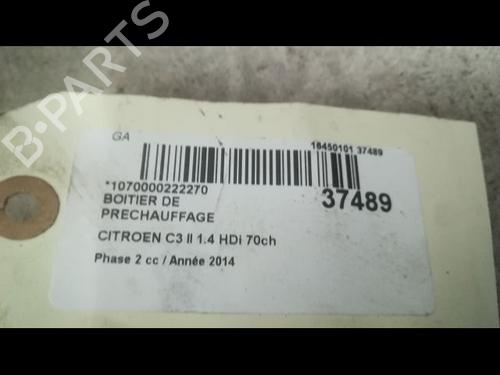 GA
16450101 37489
*1070000222270
37489
BOITIER DE
PRECHAUFFAGE
CITROEN C3 II 1.4 HDi 70ch
Phase 2 cc / Année 2014
B-PARTS